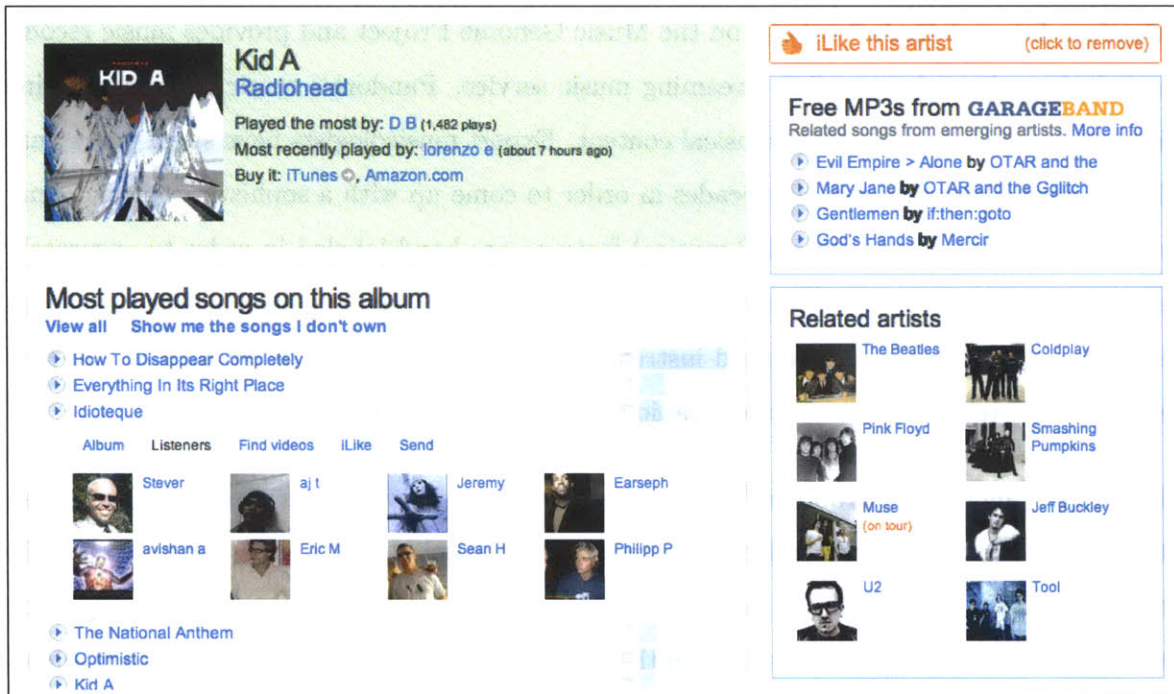 KID A
Kid A
Radiohead
Played the most by: D B (1,482 plays)
Most recently played by: lorenzo e (about 7 hours ago)
Buy it: iTunes, Amazon.com
Most played songs on this album
View all Show me the songs I don't own
How To Disappear Completely
Everything In Its Right Place
Idioteque
Album Listeners Find videos iLike Send
Stever aj t Jeremy Earseph
avishan a Eric M Sean H Philipp P
The National Anthem
Optimistic
Kid A
iLike this artist (click to remove)
Free MP3s from GARAGEBAND
Related songs from emerging artists. More info
Evil Empire > Alone by OTAR and the
Mary Jane by OTAR and the Gglitch
Gentlemen by if:then:goto
God's Hands by Mercir
Related artists
The Beatles Coldplay
Pink Floyd Smashing
Pumpkins
Muse Jeff Buckley
(on tour)
U2 Tool